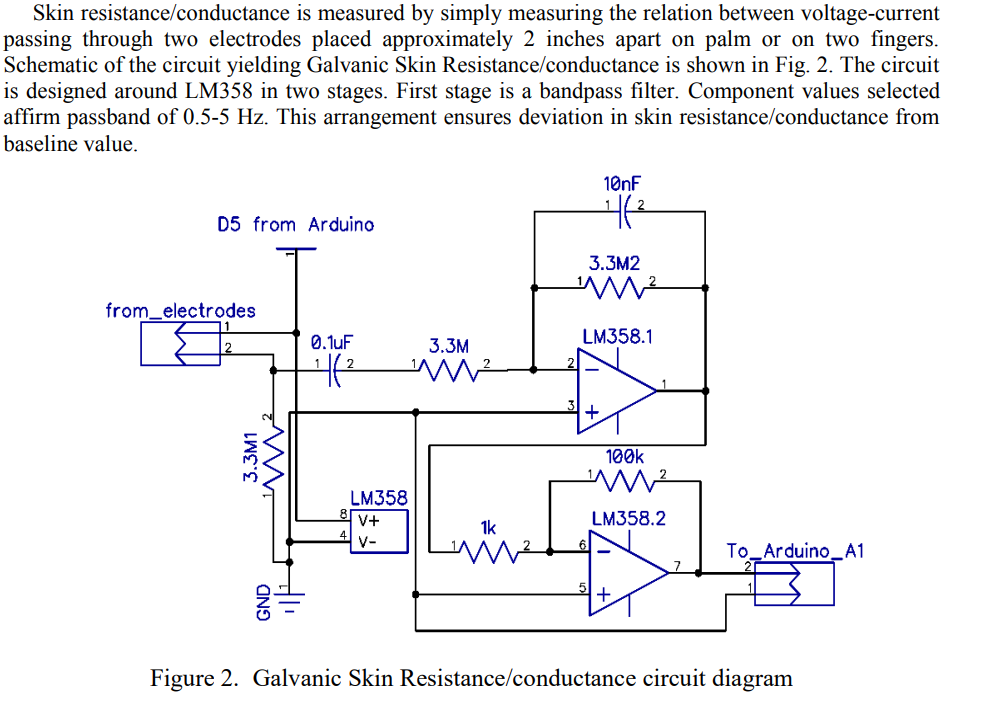 Skin resistance/conductance is measured by simply measuring the relation between voltage-current
passing through two electrodes placed approximately 2 inches apart on palm or on two fingers.
Schematic of the circuit yielding Galvanic Skin Resistance/conductance is shown in Fig. 2. The circuit
is designed around LM358 in two stages. First stage is a bandpass filter. Component values selected
affirm passband of 0.5-5 Hz. This arrangement ensures deviation in skin resistance/conductance from
baseline value.
10nF
1 2
D5 from Arduino
1
3.3M2
1 2
from_electrodes
1
2
0.1uF
1 2
3.3M
1 2
LM358.1
2
3
1
3.3M1
2
1
100k
1 2
LM358
8 V+
4 V-
1k
1 2
LM358.2
6
5
7
To_Arduino_A1
2
1
GND
1
Figure 2. Galvanic Skin Resistance/conductance circuit diagram